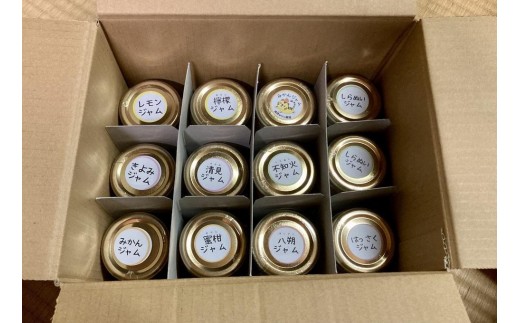 レモン
ジャム
檸檬
ジャム
しらぬい
ジャム
きよみ
ジャム
清見
ジャム
不知火
ジャム
しらぬい
ジャム
みかん
ジャム
蜜柑
ジャム
八朔
ジャム
はっさく
ジャム